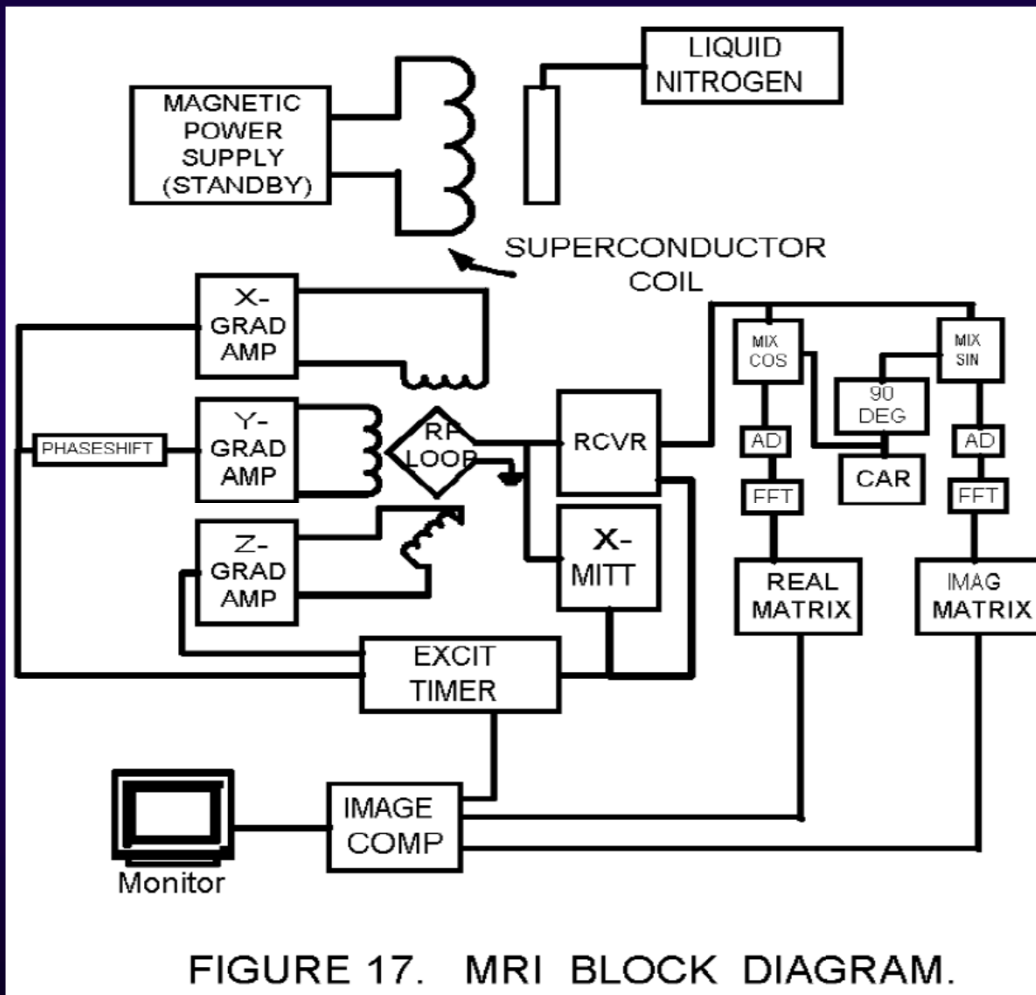 LIQUID
NITROGEN
MAGNETIC
POWER
SUPPLY
(STANDBY)
SUPERCONDUCTOR
COIL
X-
GRAD
AMP
MIX
COS
MIX
SIN
90
DEG
Y-
GRAD
AMP
PHASESHIFT
RF
LOOP
RCVR
AD
AD
CAR
FFT
FFT
Z-
GRAD
AMP
X-
MITT
REAL
MATRIX
IMAG
MATRIX
EXCIT
TIMER
IMAGE
COMP
Monitor
FIGURE 17. MRI BLOCK DIAGRAM.